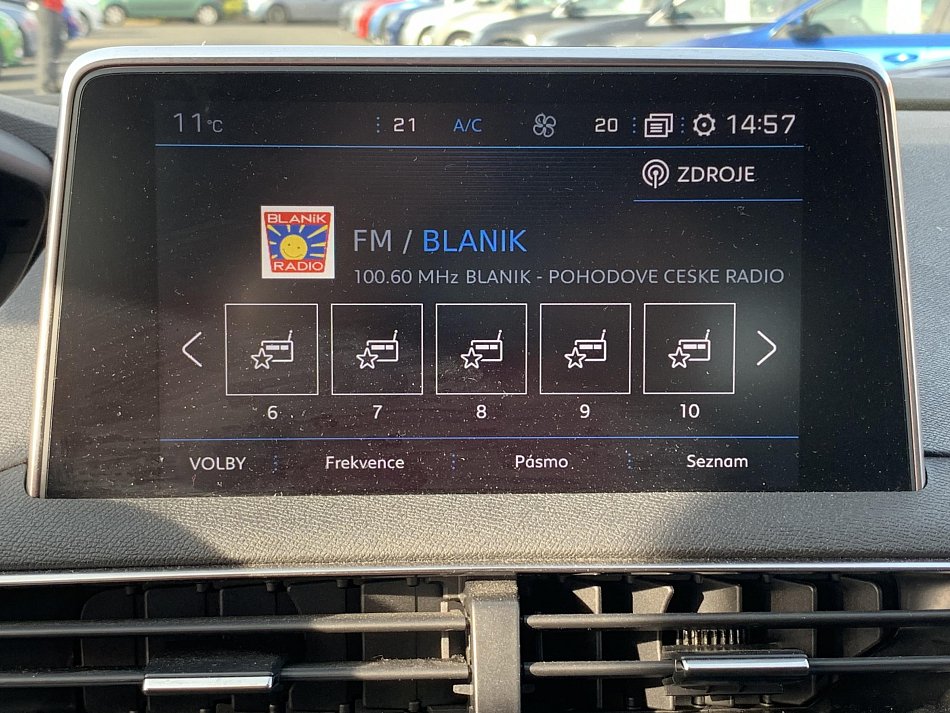 11°C 21 A/C 20 14:57
ZDROJE
BLANiK
RADIO
FM / BLANIK
100.60 MHz BLANIK - POHODOVE CESKE RADIO
6 7 8 9 10
VOLBY Frekvence Pásmo Seznam